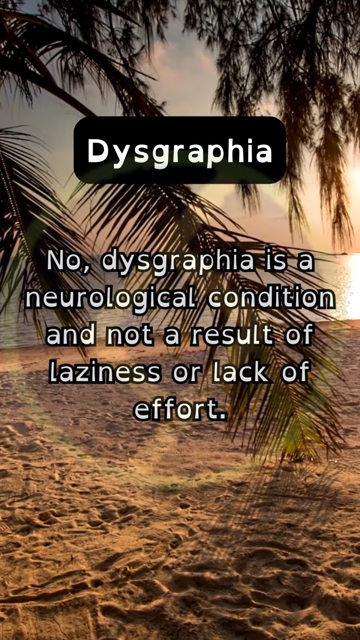 Dysgraphia
No, dysgraphia is a
neurological condition
and not a result of
laziness or lack of
effort.